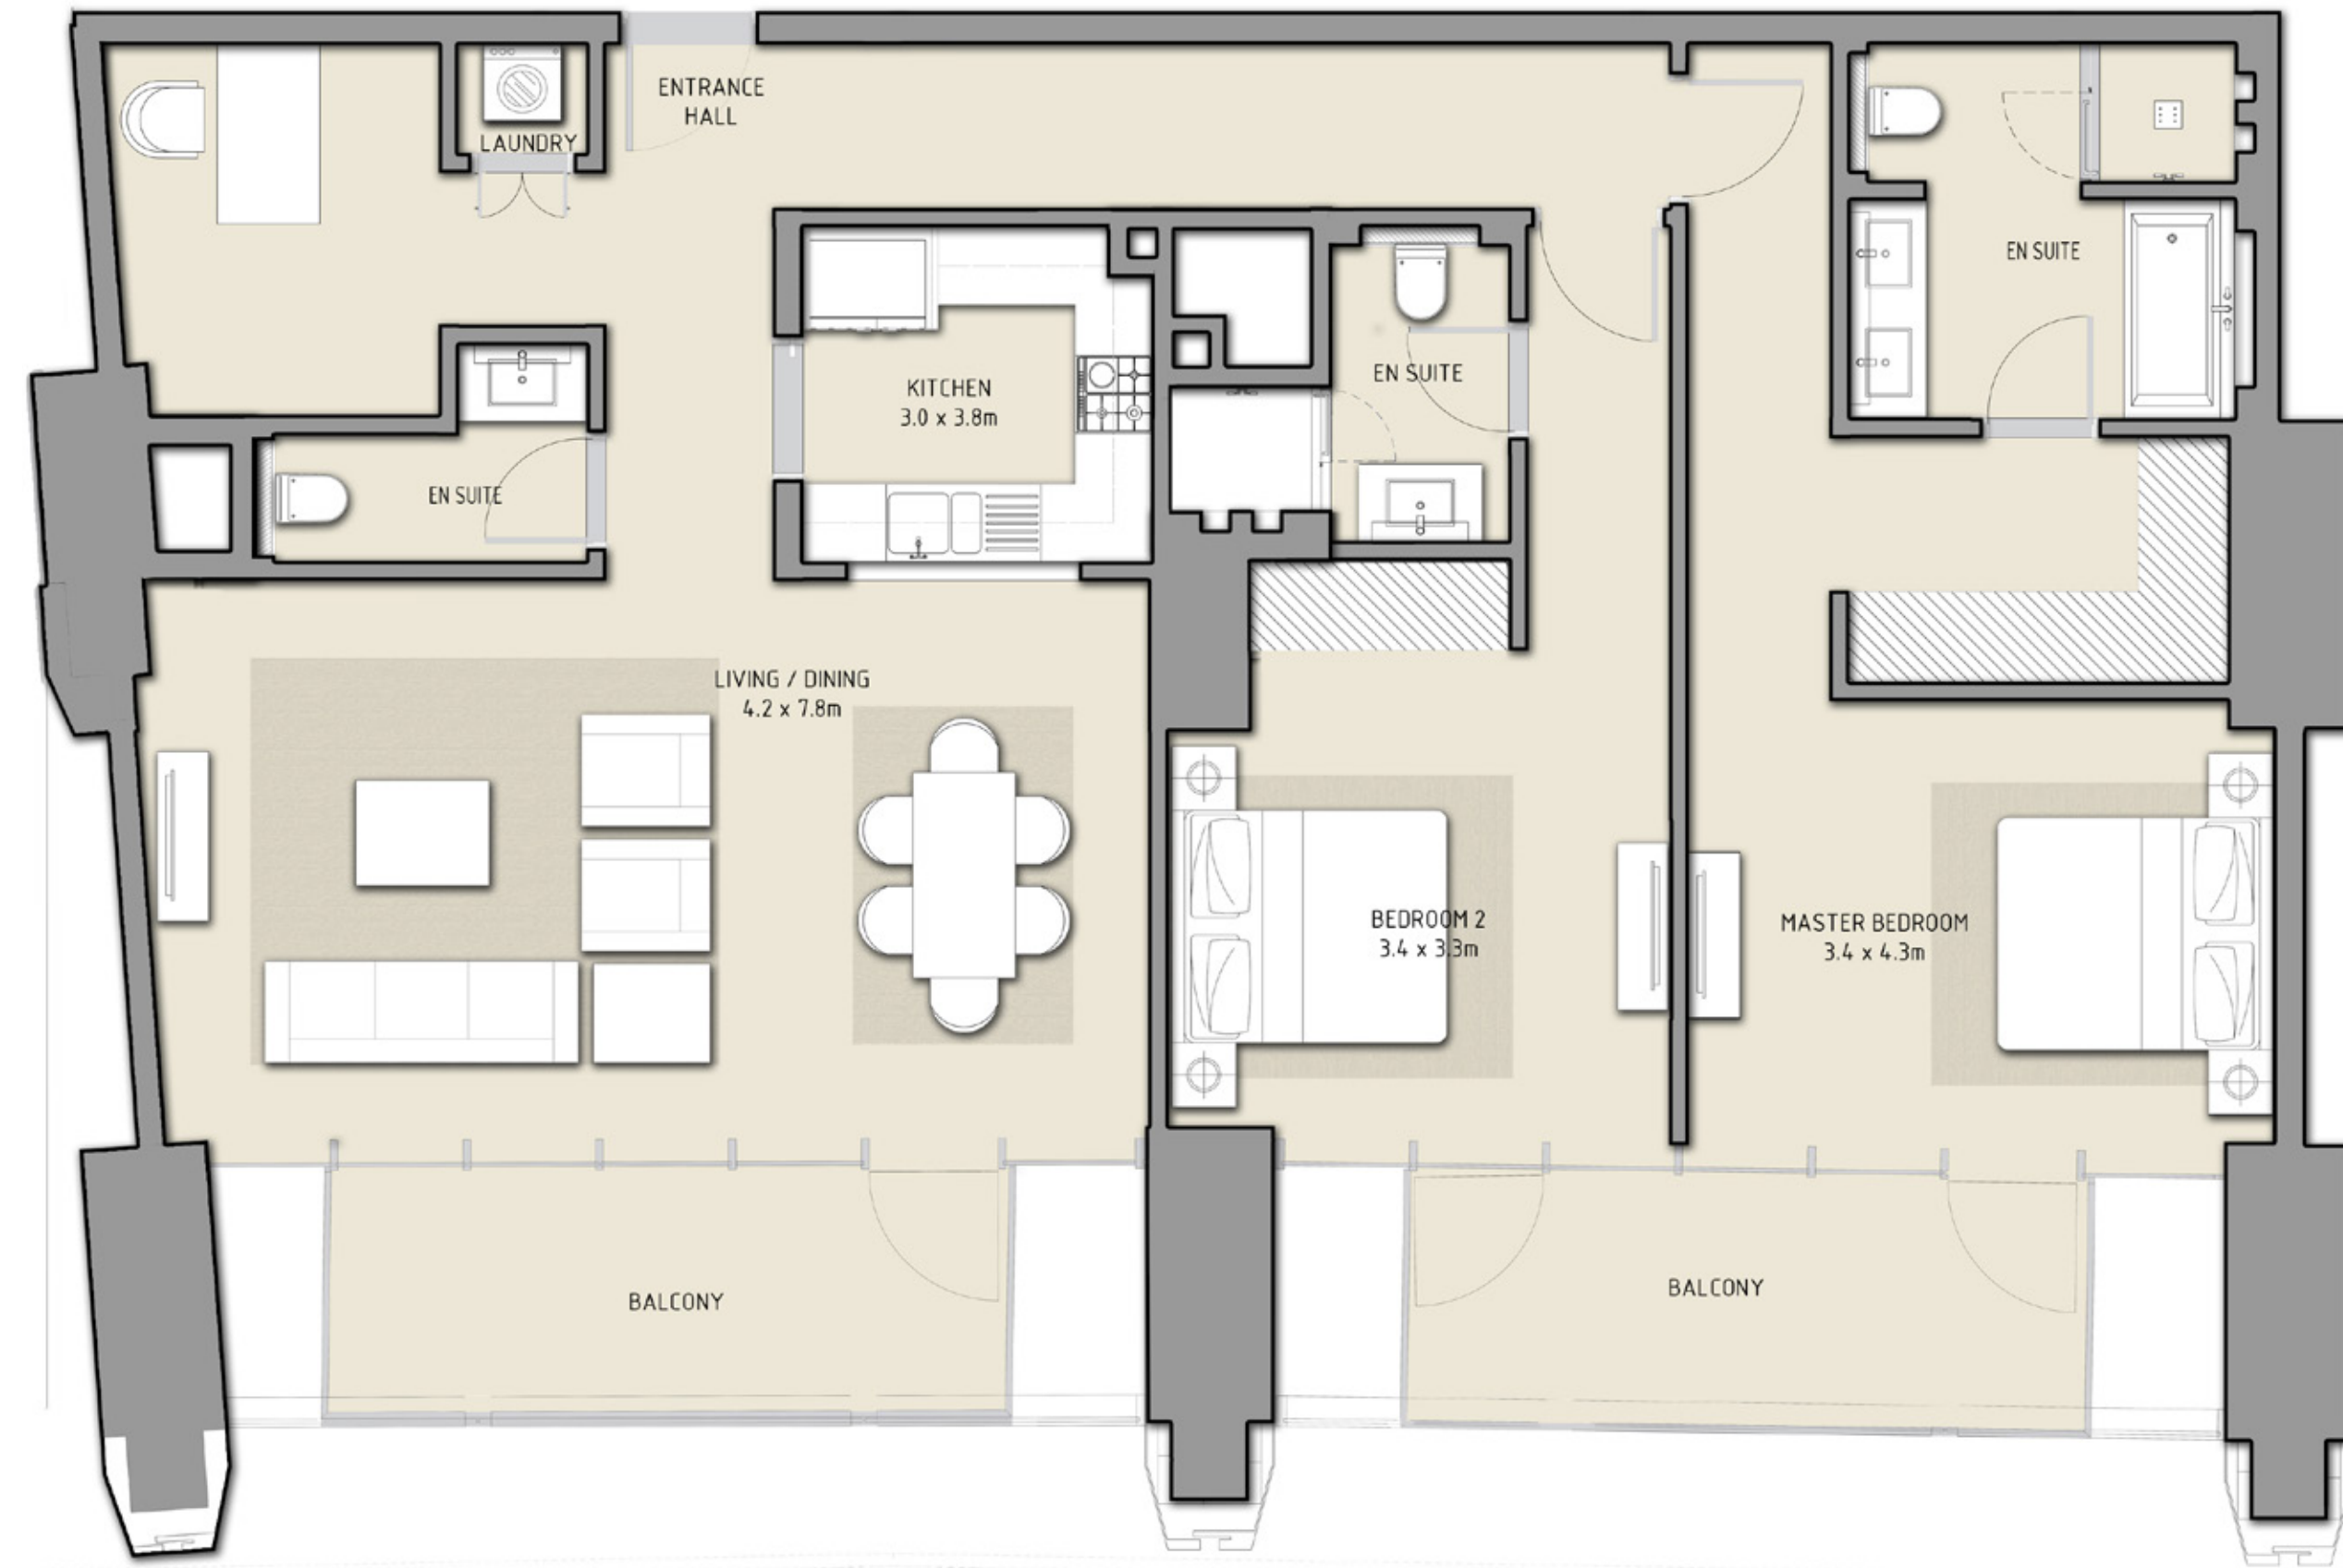 ENTRANCE
HALL
LAUNDRY
EN SUITE
KITCHEN
3.0 x 3.8m
EN SUITE
EN SUITE
LIVING / DINING
4.2 x 7.8m
BEDROOM 2
3.4 x 3.3m
MASTER BEDROOM
3.4 x 4.3m
BALCONY
BALCONY